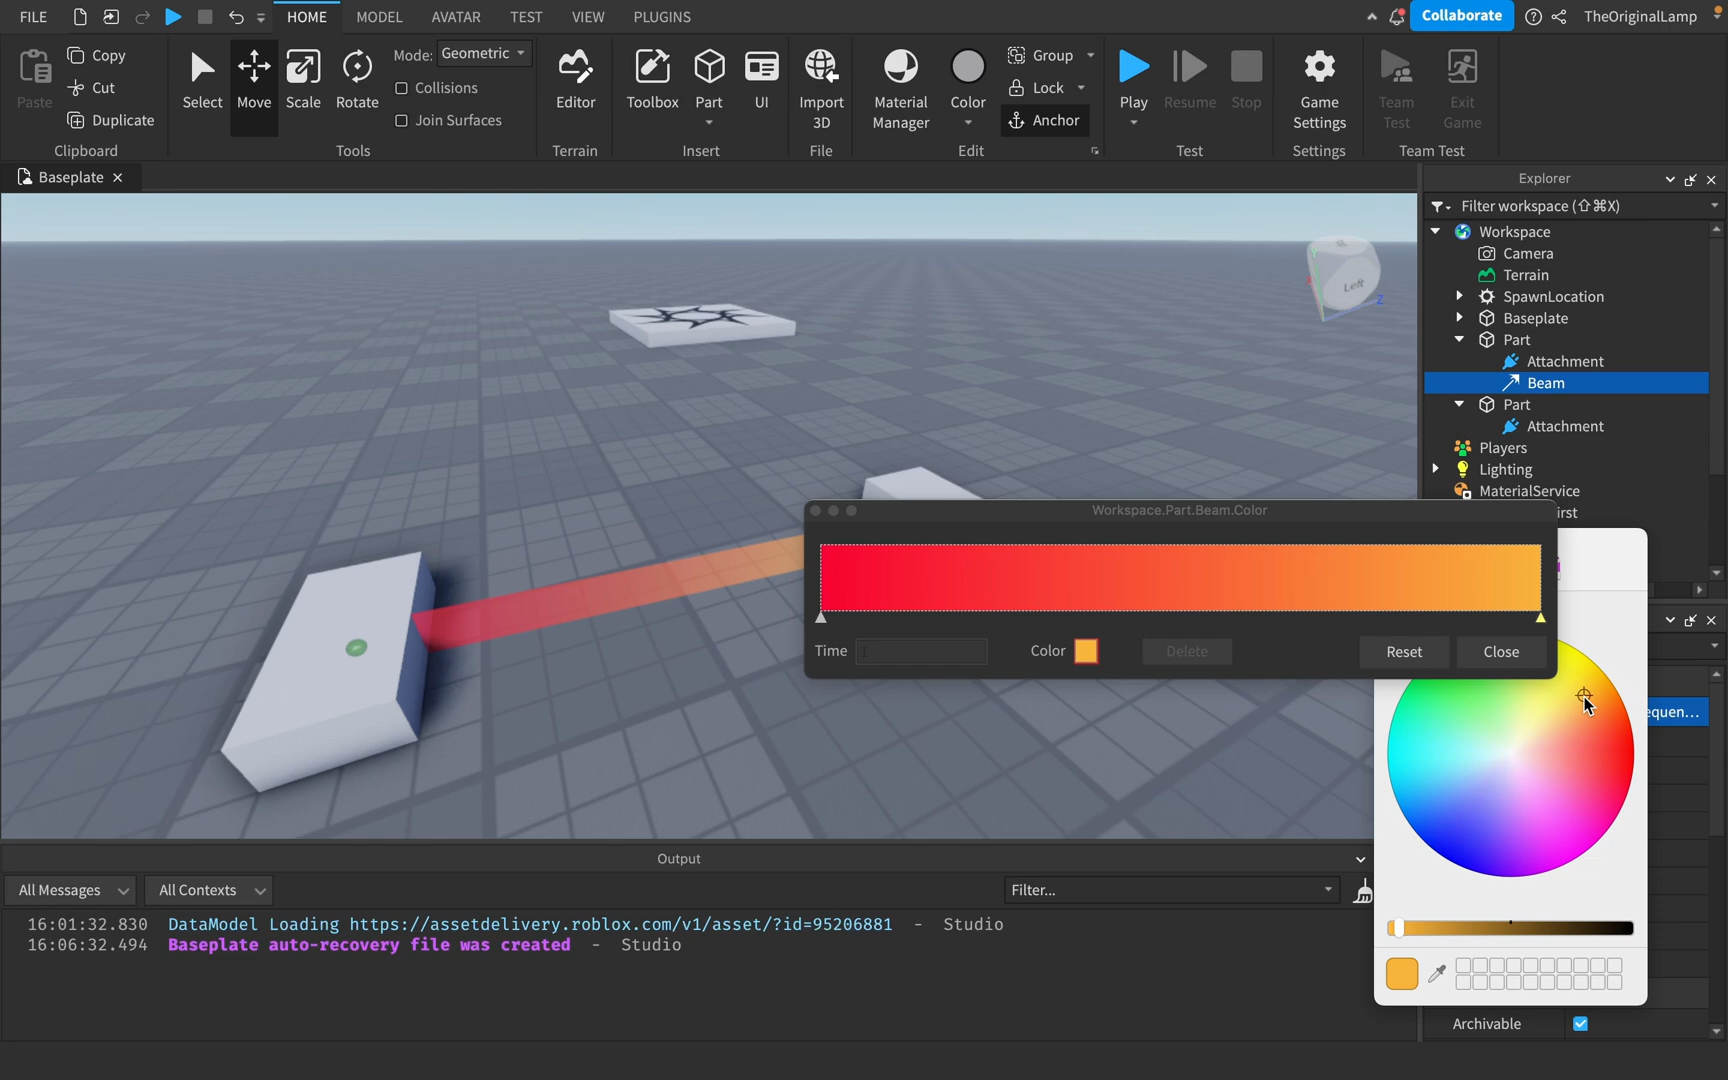 FILE HOME MODEL AVATAR TEST VIEW PLUGINS Collaborate TheOriginalLamp
Paste Copy Cut Duplicate Clipboard
Select Move Scale Rotate Mode: Geometric Collisions Join Surfaces Tools
Editor Terrain
Toolbox Part UI Insert
Import 3D File
Material Manager Color Group Lock Anchor Edit
Play Resume Stop Test
Game Settings Settings
Team Test Exit Game Team Test
Baseplate
Left
Z
Explorer
Filter workspace (⇧⌘X)
Workspace
Camera
Terrain
SpawnLocation
Baseplate
Part
Attachment
Beam
Part
Attachment
Players
Lighting
MaterialService
irst
Workspace.Part.Beam.Color
Time 1 Color Delete Reset Close
equen...
Output
All Messages All Contexts Filter...
16:01:32.830 DataModel Loading https://assetdelivery.roblox.com/v1/asset/?id=95206881 - Studio
16:06:32.494 Baseplate auto-recovery file was created - Studio
Archivable